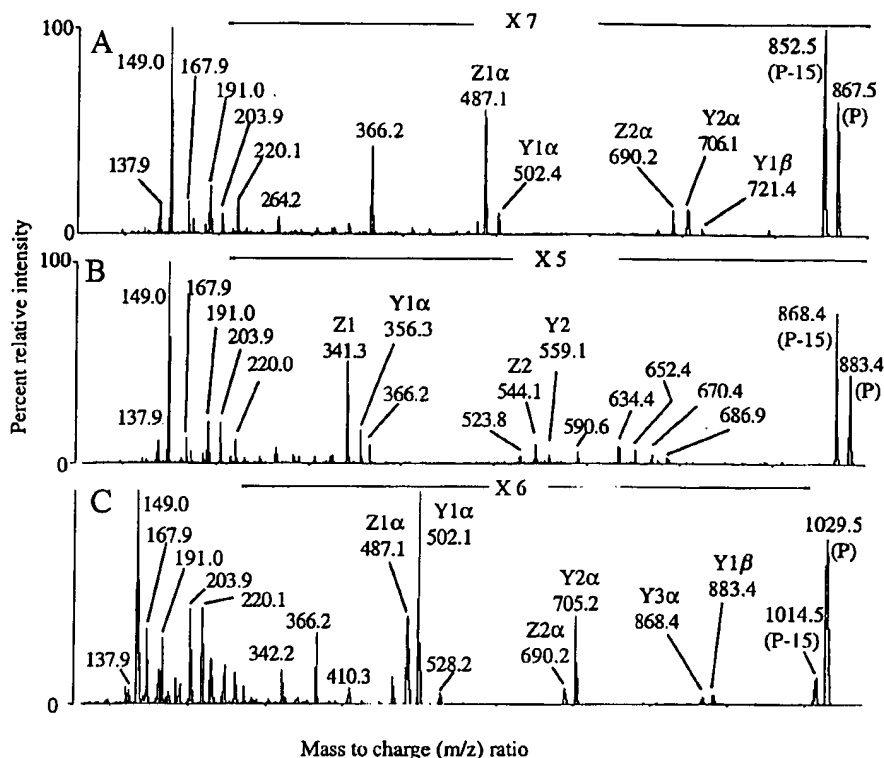 X 7
100
A
149.0
167.9
191.0
203.9
220.1
137.9
264.2
366.2
Z1α
487.1
Y1α
502.4
Z2α
690.2
Y2α
706.1
Y1β
721.4
852.5
(P-15)
867.5
(P)
0
Percent relative intensity
X 5
100
B
149.0
167.9
191.0
203.9
220.0
137.9
Z1
341.3
Y1α
356.3
366.2
523.8
Z2
544.1
Y2
559.1
590.6
634.4
652.4
670.4
686.9
868.4
(P-15)
883.4
(P)
0
X 6
C
149.0
167.9
191.0
203.9
220.1
137.9
342.2
366.2
410.3
Z1α
487.1
Y1α
502.1
528.2
Z2α
690.2
Y2α
705.2
Y3α
868.4
Y1β
883.4
1014.5
(P-15)
1029.5
(P)
0
Mass to charge (m/z) ratio